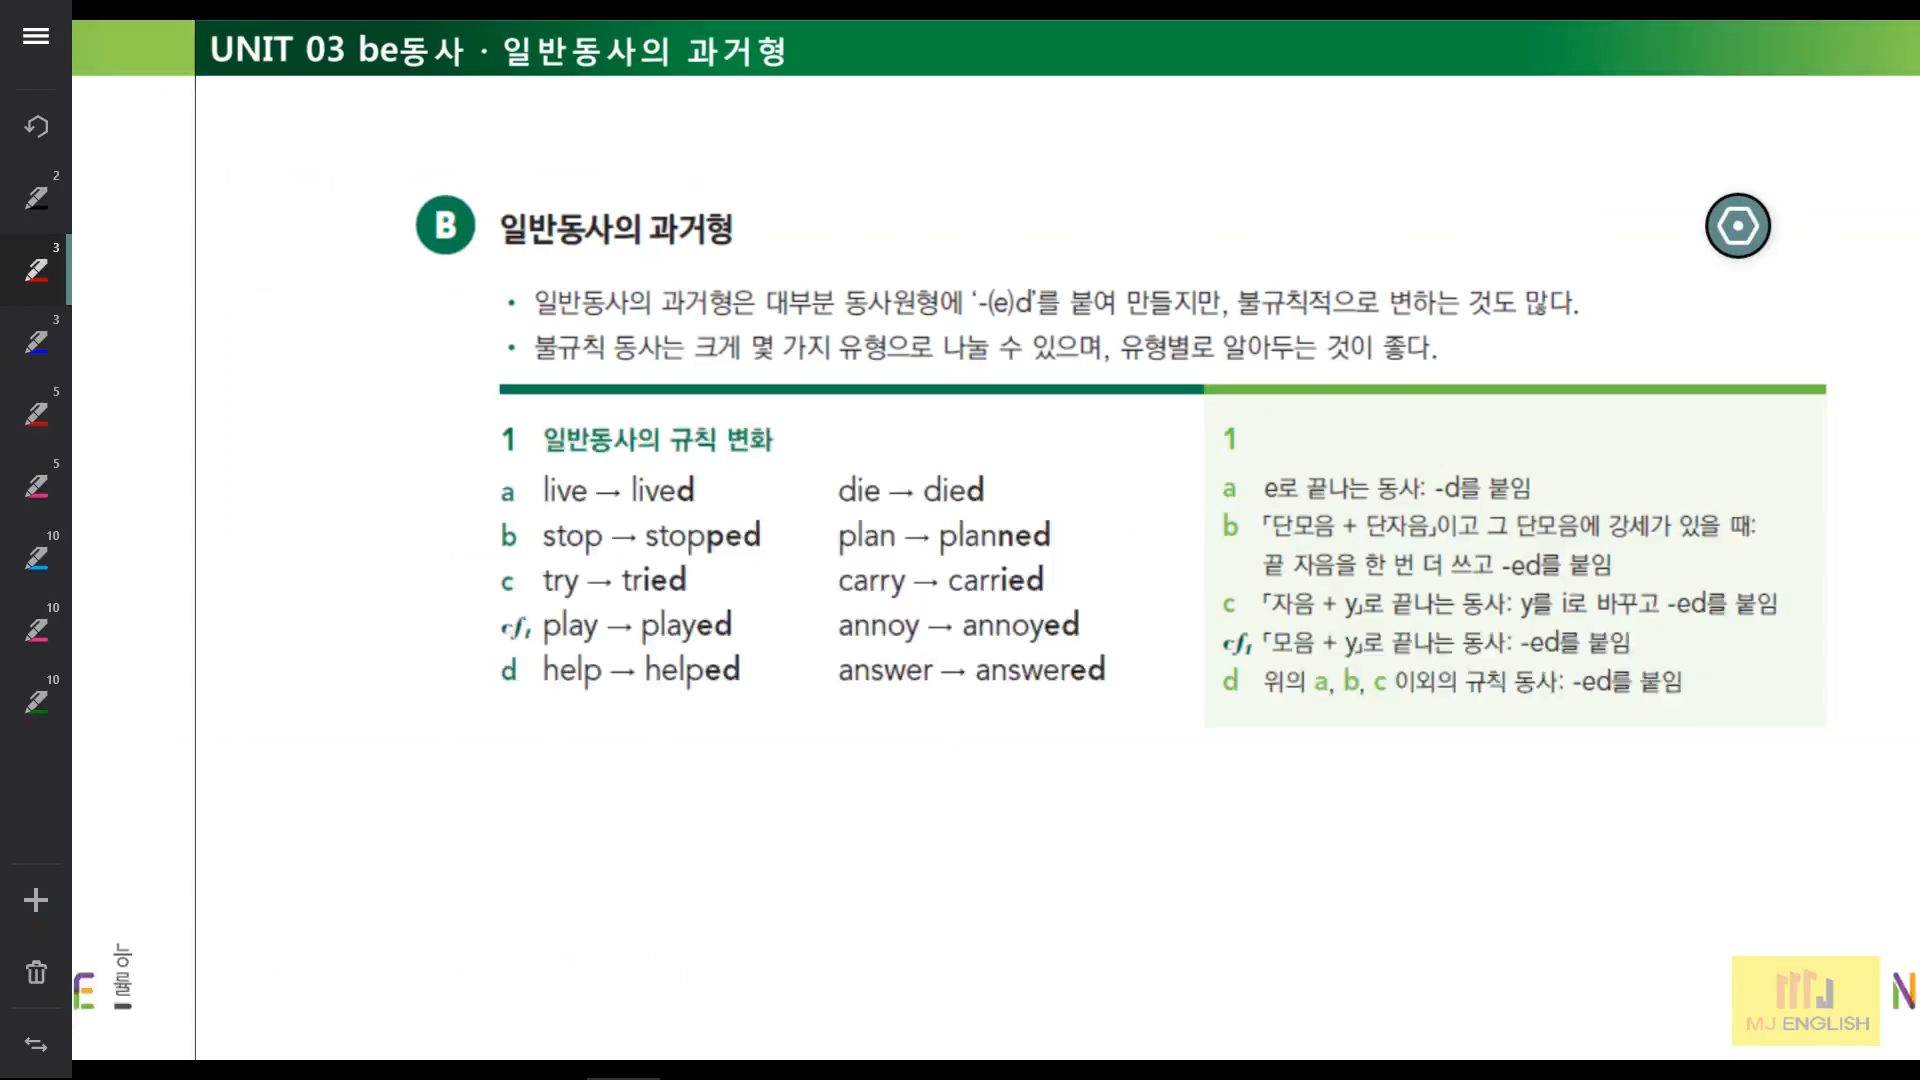 UNIT 03 be동사 · 일반동사의 과거형
2
3
3
5
5
10
10
10
B 일반동사의 과거형
• 일반동사의 과거형은 대부분 동사원형에 ‘-(e)d’를 붙여 만들지만, 불규칙적으로 변하는 것도 많다.
• 불규칙 동사는 크게 몇 가지 유형으로 나눌 수 있으며, 유형별로 알아두는 것이 좋다.
1 일반동사의 규칙 변화
a live → lived die → died
b stop → stopped plan → planned
c try → tried carry → carried
cf. play → played annoy → annoyed
d help → helped answer → answered
1
a e로 끝나는 동사: -d를 붙임
b 「단모음 + 단자음」이고 그 단모음에 강세가 있을 때:
끝 자음을 한 번 더 쓰고 -ed를 붙임
c 「자음 + y」로 끝나는 동사: y를 i로 바꾸고 -ed를 붙임
cf. 「모음 + y」로 끝나는 동사: -ed를 붙임
d 위의 a, b, c 이외의 규칙 동사: -ed를 붙임
E 능률
MJ ENGLISH
N